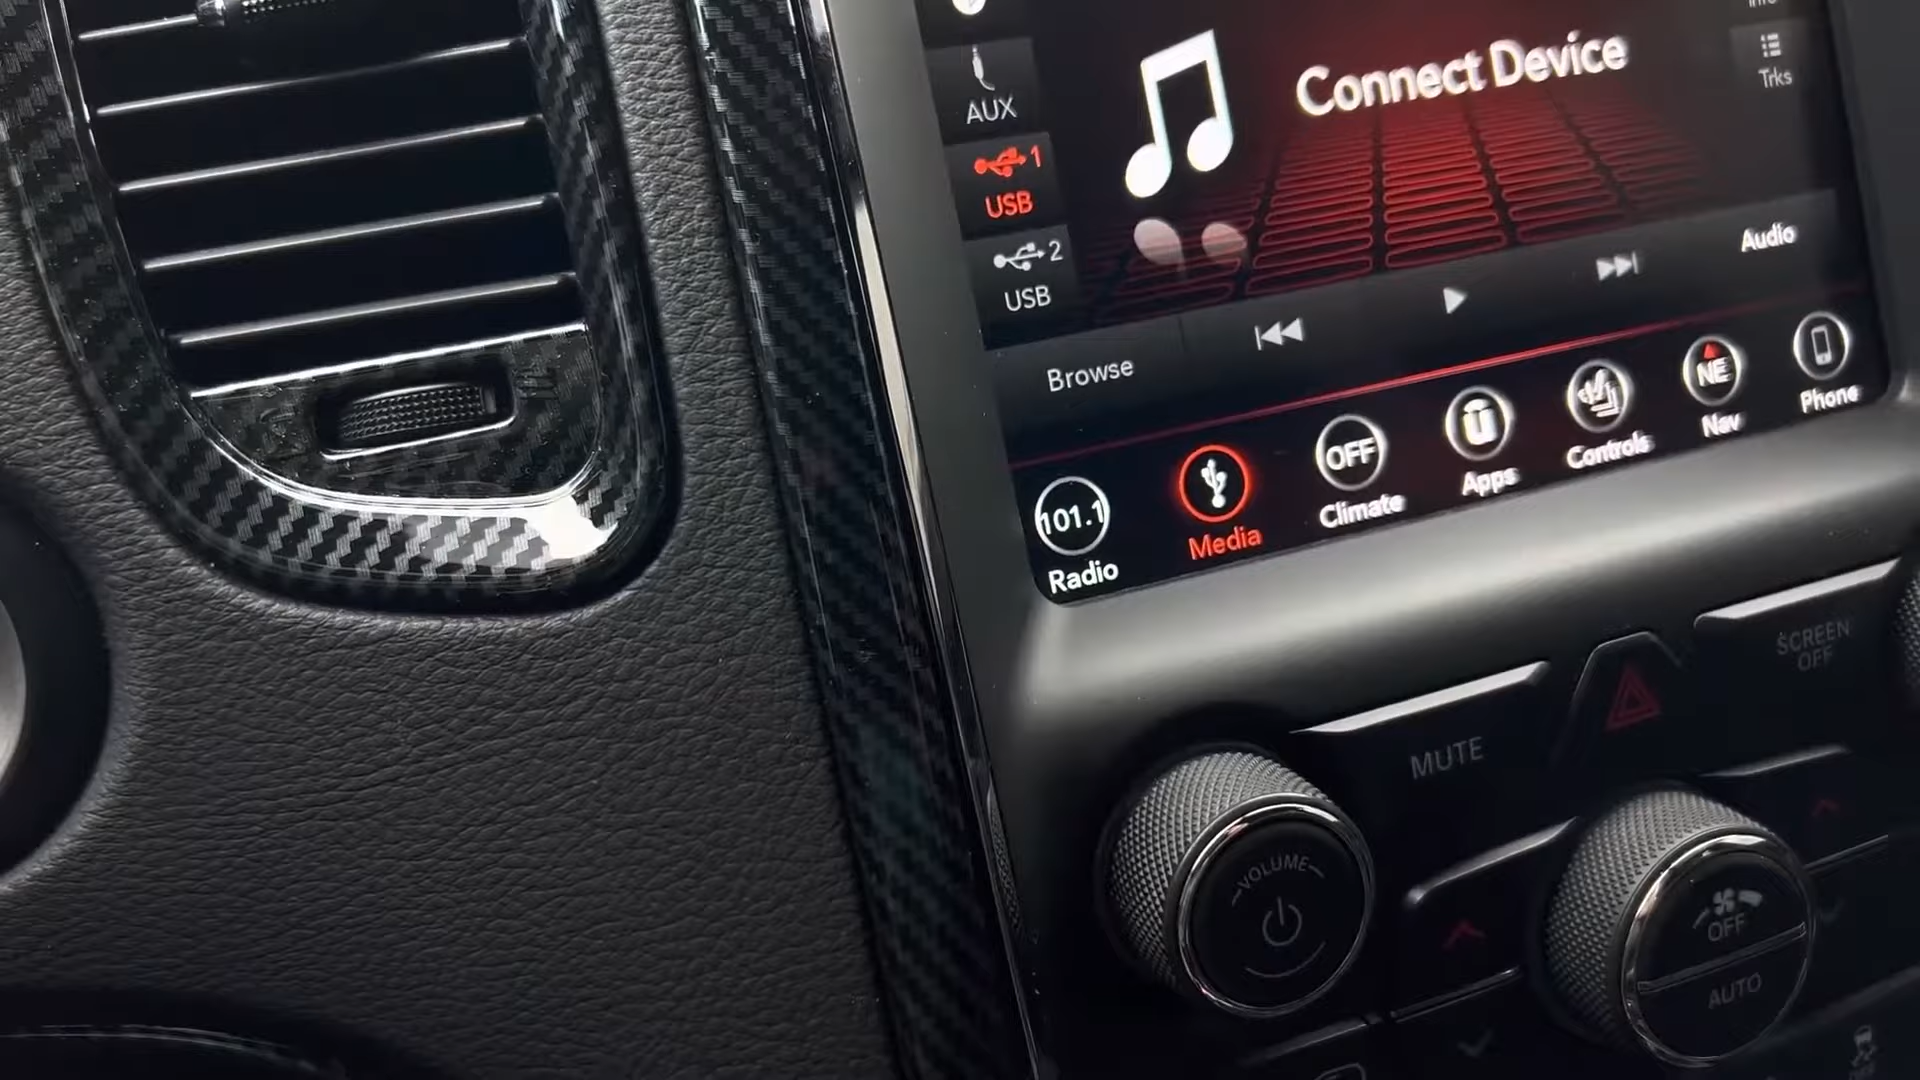 Connect Device
Trks
AUX
1
USB
2
USB
Audio
Browse
101.1
Radio
Media
OFF
Climate
Apps
Controls
NE
Nav
Phone
SCREEN
OFF
MUTE
VOLUME
OFF
AUTO